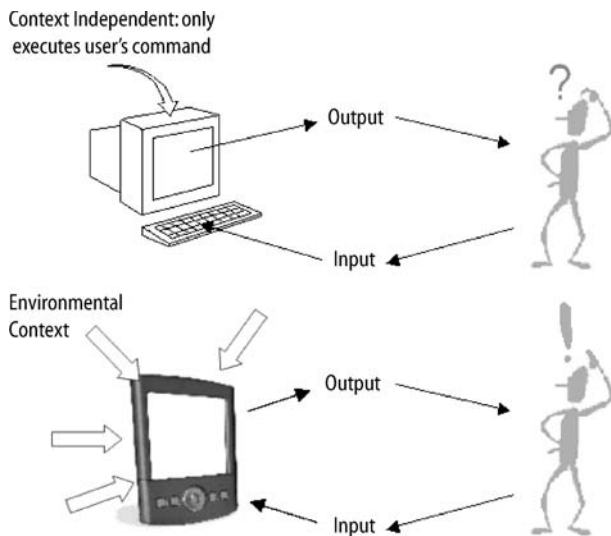 Context Independent: only
executes user's command
?
Output
Input
Environmental
Context
!
Output
Input